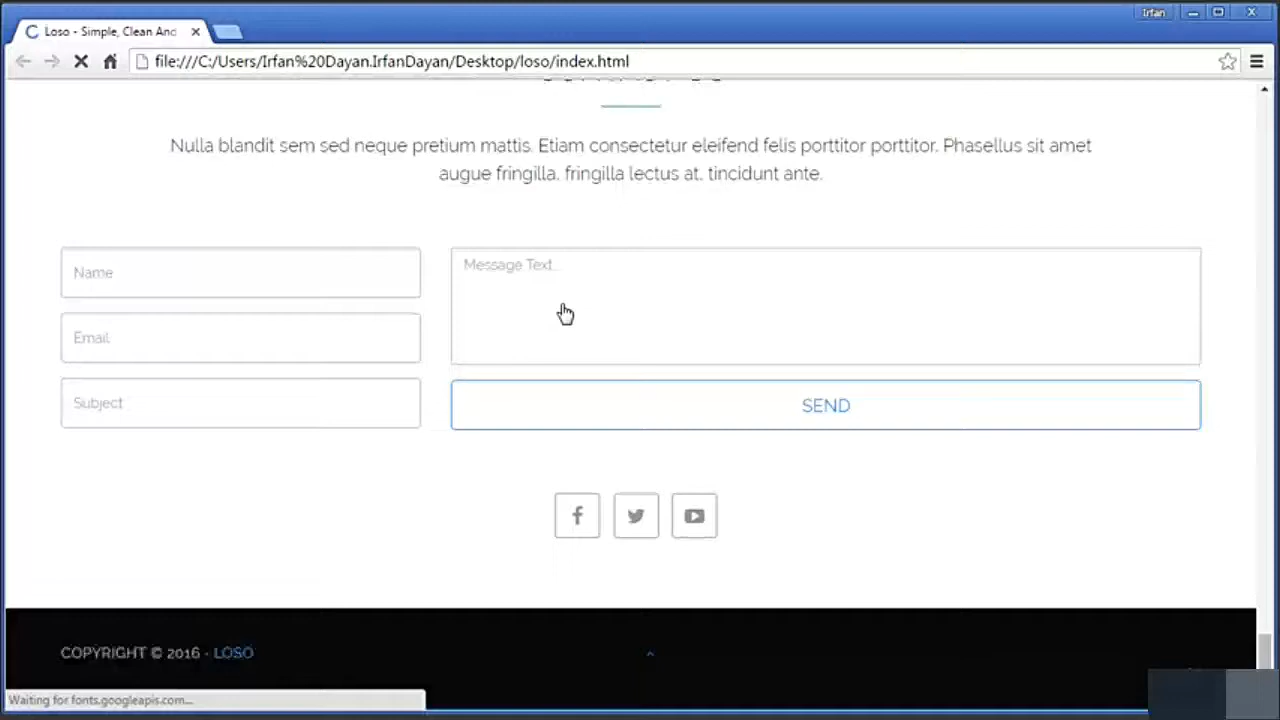 Irfan
Loso - Simple, Clean And
file:///C:/Users/Irfan%20Dayan.IrfanDayan/Desktop/loso/index.html
Nulla blandit sem sed neque pretium mattis. Etiam consectetur eleifend felis porttitor porttitor. Phasellus sit amet
augue fringilla, fringilla lectus at, tincidunt ante.
Name
Message Text...
Email
Subject
SEND
COPYRIGHT © 2016 - LOSO
Waiting for fonts.googleapis.com...